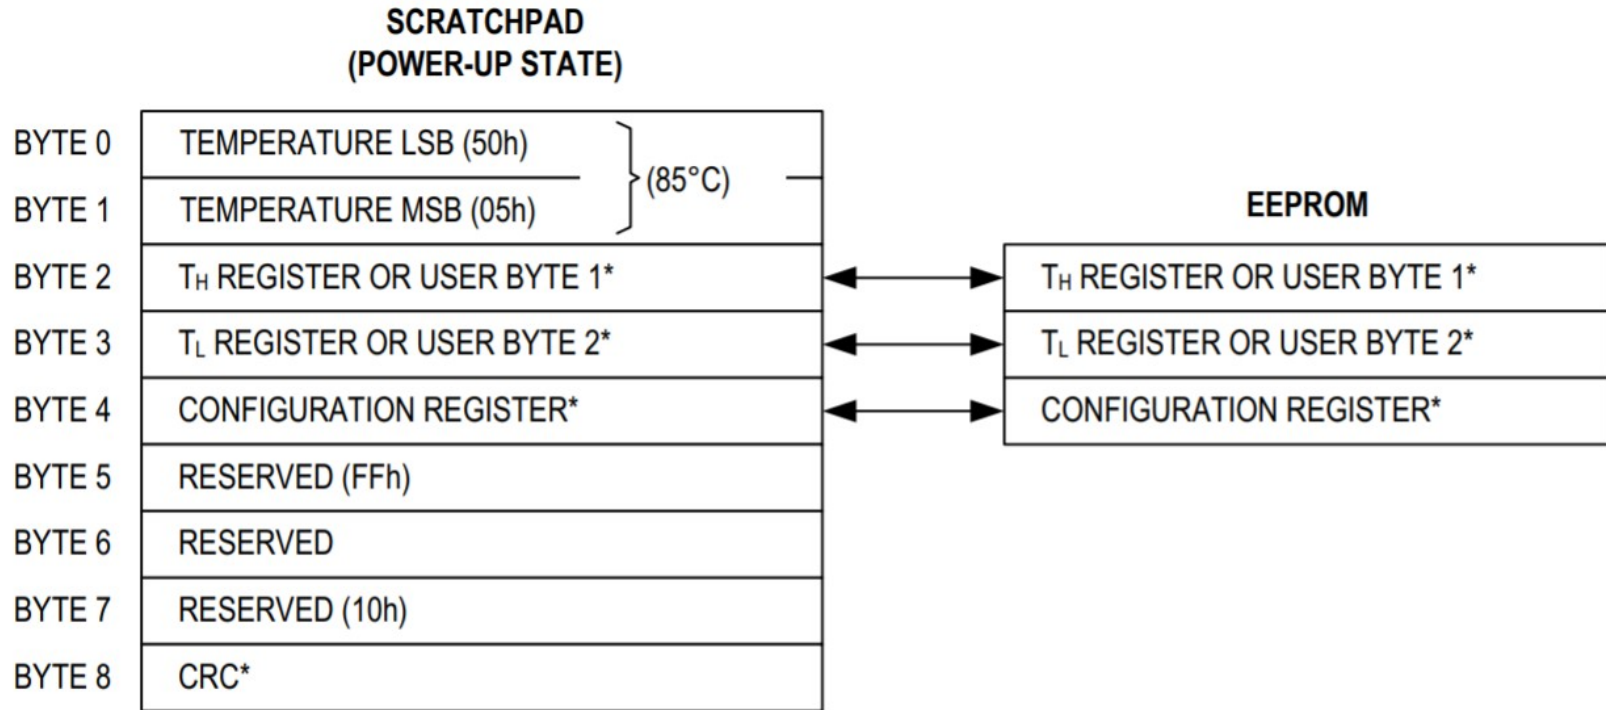 SCRATCHPAD
(POWER-UP STATE)
BYTE 0 TEMPERATURE LSB (50h)
(85°C)
BYTE 1 TEMPERATURE MSB (05h)
EEPROM
BYTE 2 TH REGISTER OR USER BYTE 1* TH REGISTER OR USER BYTE 1*
BYTE 3 TL REGISTER OR USER BYTE 2* TL REGISTER OR USER BYTE 2*
BYTE 4 CONFIGURATION REGISTER* CONFIGURATION REGISTER*
BYTE 5 RESERVED (FFh)
BYTE 6 RESERVED
BYTE 7 RESERVED (10h)
BYTE 8 CRC*